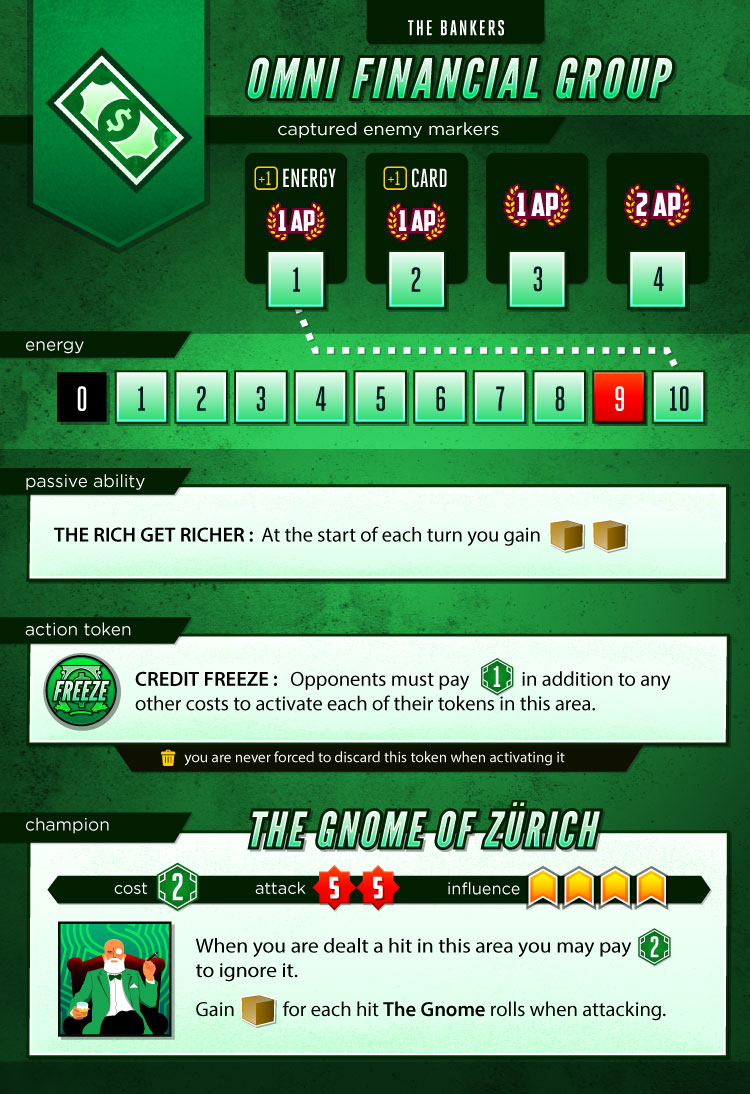 THE BANKERS
OMNI FINANCIAL GROUP
$
captured enemy markers
+1 ENERGY
1 AP
1
+1 CARD
1 AP
2
1 AP
3
2 AP
4
energy
0 1 2 3 4 5 6 7 8 9 10
passive ability
THE RICH GET RICHER : At the start of each turn you gain
action token
FREEZE
CREDIT FREEZE : Opponents must pay 1 in addition to any
other costs to activate each of their tokens in this area.
you are never forced to discard this token when activating it
champion
THE GNOME OF ZÜRICH
cost 2 attack 5 5 influence
When you are dealt a hit in this area you may pay 2
to ignore it.
Gain for each hit The Gnome rolls when attacking.